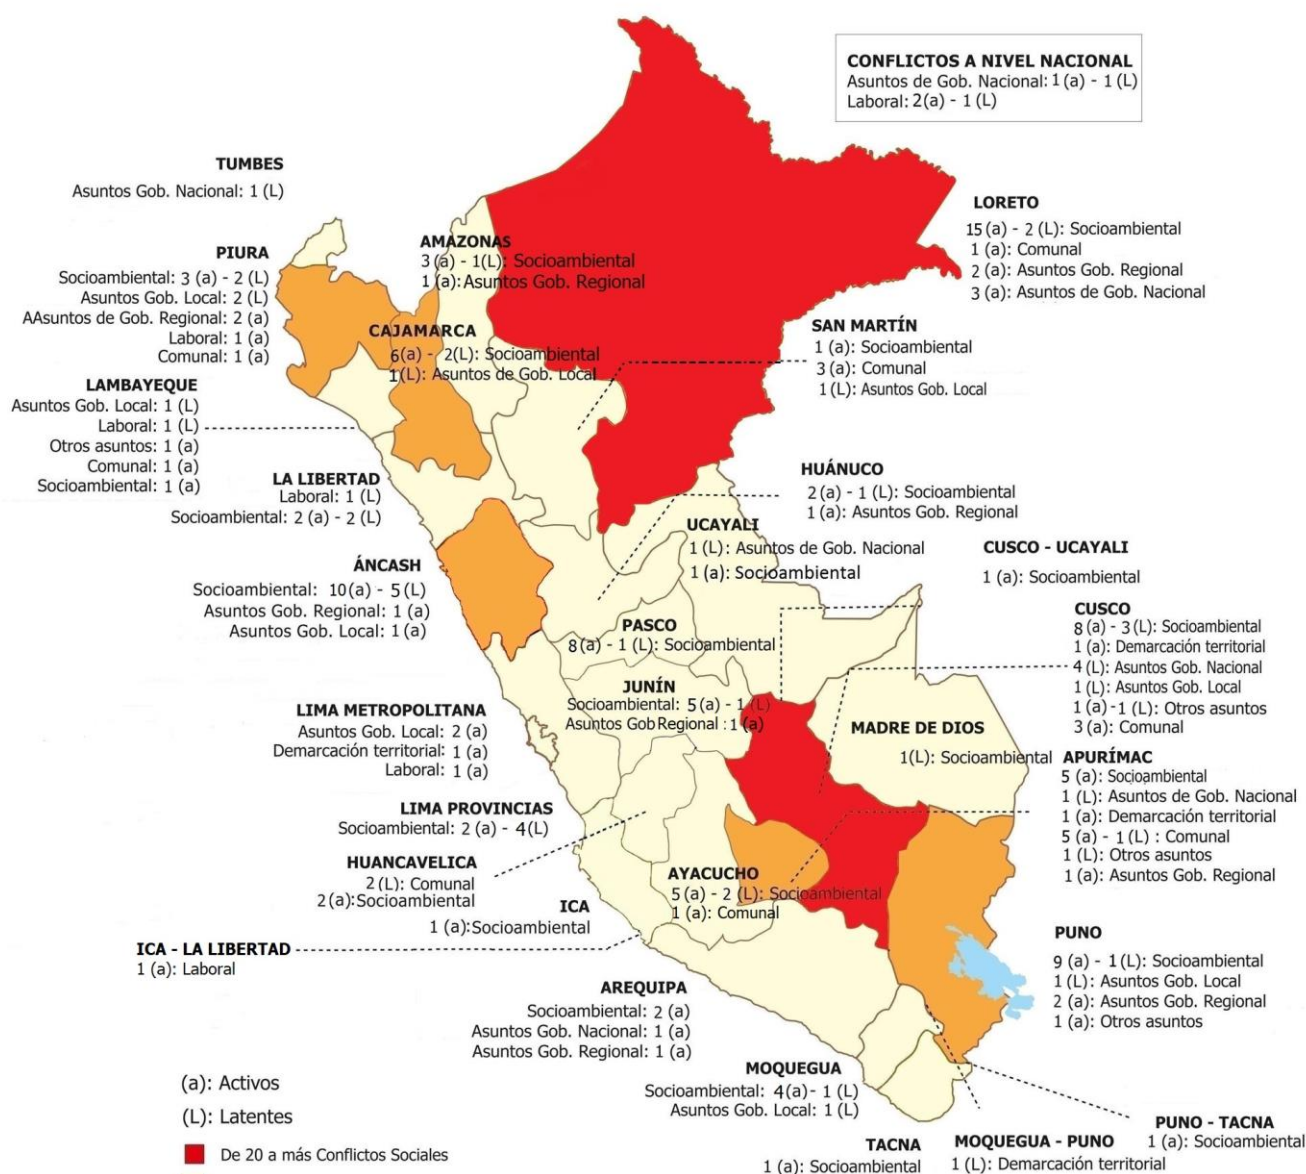 CONFLICTOS A NIVEL NACIONAL
Asuntos de Gob. Nacional: 1 (a) - 1 (L)
Laboral: 2(a) - 1 (L)
TUMBES
Asuntos Gob. Nacional: 1 (L)
PIURA
Socioambiental: 3 (a) - 2 (L)
Asuntos Gob. Local: 2 (L)
AAsuntos de Gob. Regional: 2 (a)
Laboral: 1 (a)
Comunal: 1 (a)
LAMBAYEQUE
Asuntos Gob. Local: 1 (L)
Laboral: 1 (L)
Otros asuntos: 1 (a)
Comunal: 1 (a)
Socioambiental: 1 (a)
AMAZONAS
3 (a) - 1(L): Socioambiental
1 (a): Asuntos Gob. Regional
CAJAMARCA
6(a) - 2(L): Socioambiental
1(L): Asuntos de Gob. Local
LORETO
15 (a) - 2 (L): Socioambiental
1 (a): Comunal
2 (a): Asuntos Gob. Regional
3 (a): Asuntos de Gob. Nacional
SAN MARTÍN
1 (a): Socioambiental
3 (a): Comunal
1 (L): Asuntos Gob. Local
LA LIBERTAD
Laboral: 1 (L)
Socioambiental: 2 (a) - 2 (L)
HUÁNUCO
2 (a) - 1 (L): Socioambiental
1 (a): Asuntos Gob. Regional
UCAYALI
1 (L): Asuntos de Gob. Nacional
1 (a): Socioambiental
CUSCO - UCAYALI
1 (a): Socioambiental
ÁNCASH
Socioambiental: 10(a) - 5 (L)
Asuntos Gob. Regional: 1 (a)
Asuntos Gob. Local: 1 (a)
PASCO
8(a) - 1 (L): Socioambiental
CUSCO
8 (a) - 3 (L): Socioambiental
1 (a): Demarcación territorial
4 (L): Asuntos Gob. Nacional
1 (L): Asuntos Gob. Local
1 (a) -1 (L): Otros asuntos
3 (a): Comunal
JUNÍN
Socioambiental: 5 (a) - 1 (L)
Asuntos Gob Regional : 1 (a)
LIMA METROPOLITANA
Asuntos Gob. Local: 2 (a)
Demarcación territorial: 1 (a)
Laboral: 1 (a)
MADRE DE DIOS
1(L): Socioambiental
APURÍMAC
5 (a): Socioambiental
1 (L): Asuntos de Gob. Nacional
1 (a): Demarcación territorial
5 (a) - 1 (L) : Comunal
1 (L): Otros asuntos
1 (a): Asuntos Gob. Regional
LIMA PROVINCIAS
Socioambiental: 2 (a) - 4(L)
HUANCAVELICA
2 (L): Comunal
2 (a):Socioambiental
AYACUCHO
5 (a) - 2 (L): Socioambiental
1 (a): Comunal
ICA
1 (a):Socioambiental
ICA - LA LIBERTAD
1 (a): Laboral
PUNO
9 (a) - 1 (L): Socioambiental
1 (L): Asuntos Gob. Local
2 (a): Asuntos Gob. Regional
1 (a): Otros asuntos
AREQUIPA
Socioambiental: 2 (a)
Asuntos Gob. Nacional: 1 (a)
Asuntos Gob. Regional: 1 (a)
MOQUEGUA
Socioambiental: 4(a) - 1 (L)
Asuntos Gob. Local: 1 (L)
TACNA
1 (a): Socioambiental
MOQUEGUA - PUNO
1 (L): Demarcación territorial
PUNO - TACNA
1 (a): Socioambiental
(a): Activos
(L): Latentes
De 20 a más Conflictos Sociales